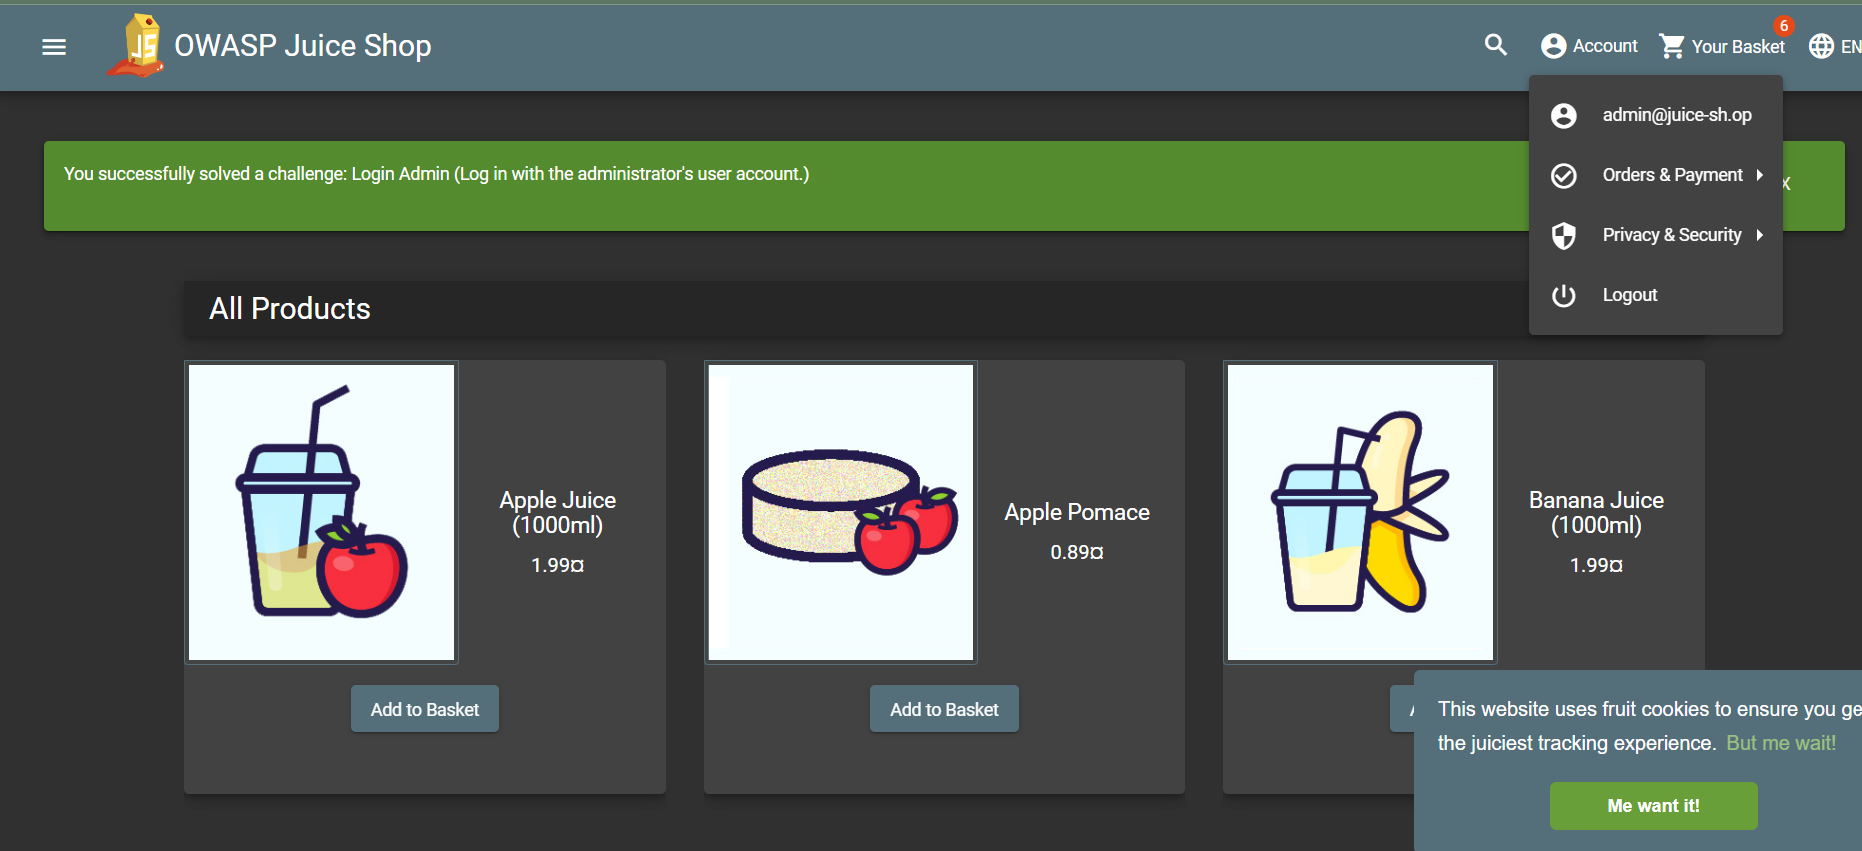 JS
OWASP Juice Shop
Account
6
Your Basket
EN
admin@juice-sh.op
Orders & Payment
Privacy & Security
Logout
You successfully solved a challenge: Login Admin (Log in with the administrator's user account.)
X
All Products
Apple Juice
(1000ml)
1.99¤
Add to Basket
Apple Pomace
0.89¤
Add to Basket
Banana Juice
(1000ml)
1.99¤
This website uses fruit cookies to ensure you ge
the juiciest tracking experience. But me wait!
Me want it!